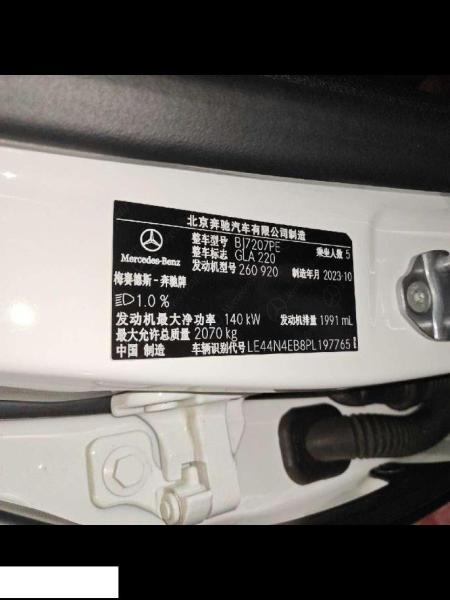 北京奔驰汽车有限公司制造
整车型号 BJ7207PE 乘坐人数 5
整车标志 GLA 220
发动机型号 260 920 制造年月 2023-10
Mercedes-Benz
梅赛德斯-奔驰牌
1.0 %
发动机最大净功率 140 kW 发动机排量 1991 mL
最大允许总质量 2070 kg
中国 制造 车辆识别代号 LE44N4EB8PL197765